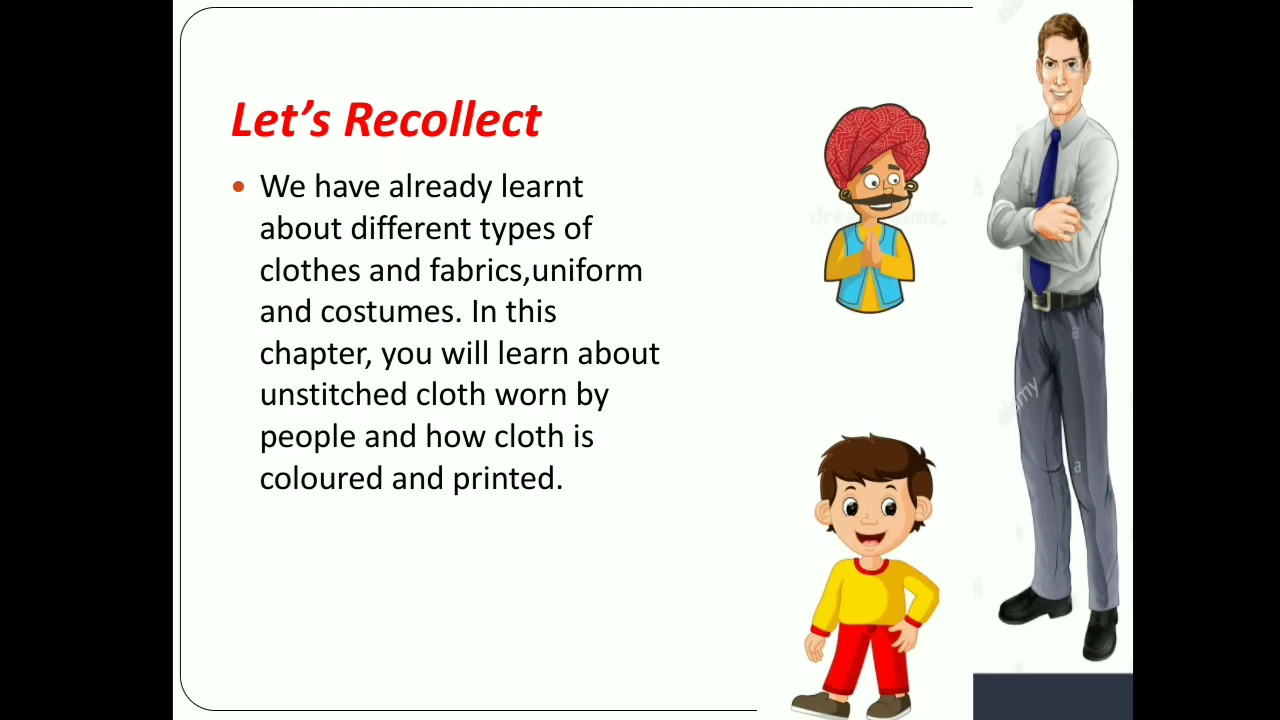 Let's Recollect
We have already learnt
about different types of
clothes and fabrics,uniform
and costumes. In this
chapter, you will learn about
unstitched cloth worn by
people and how cloth is
coloured and printed.
alamy
a
a